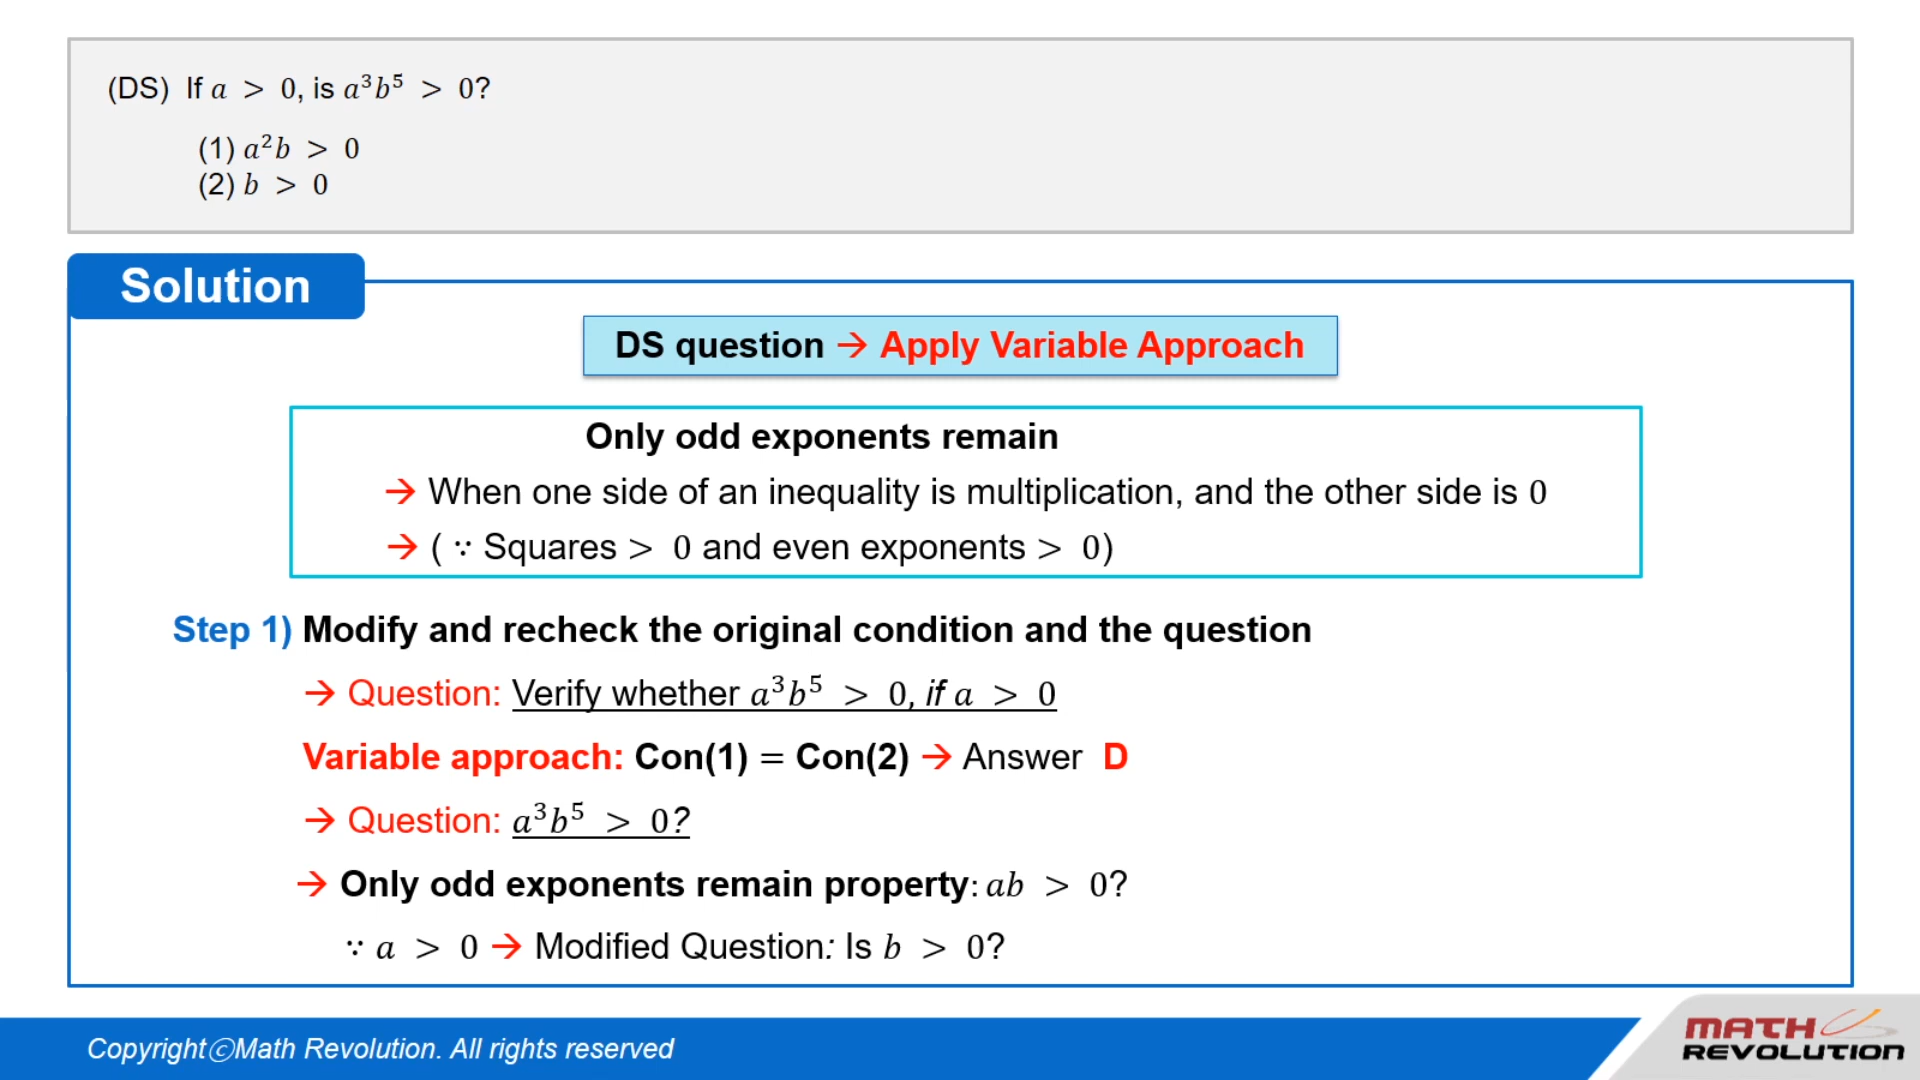 (DS) If a > 0, is a³b⁵ > 0?
(1) a²b > 0
(2) b > 0
Solution
DS question → Apply Variable Approach
Only odd exponents remain
→ When one side of an inequality is multiplication, and the other side is 0
→ ( ∵ Squares > 0 and even exponents > 0)
Step 1) Modify and recheck the original condition and the question
→ Question: Verify whether a³b⁵ > 0, if a > 0
Variable approach: Con(1) = Con(2) → Answer D
→ Question: a³b⁵ > 0?
→ Only odd exponents remain property: ab > 0?
∵ a > 0 → Modified Question: Is b > 0?
CopyrightⓒMath Revolution. All rights reserved
MATH
REVOLUTION